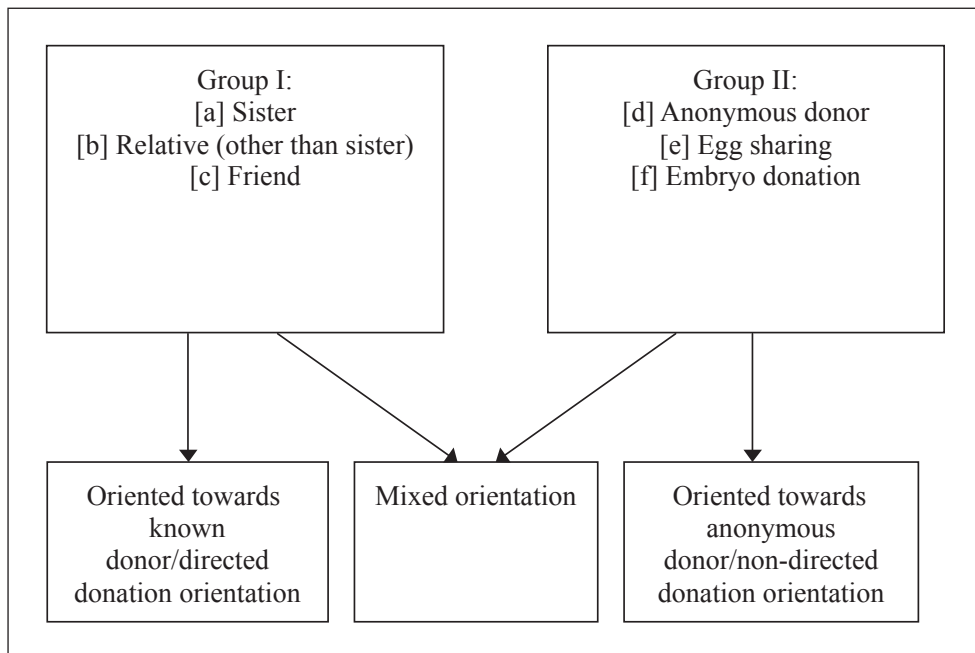 Group I:
[a] Sister
[b] Relative (other than sister)
[c] Friend
Group II:
[d] Anonymous donor
[e] Egg sharing
[f] Embryo donation
Oriented towards
known
donor/directed
donation orientation
Mixed orientation
Oriented towards
anonymous
donor/non-directed
donation orientation